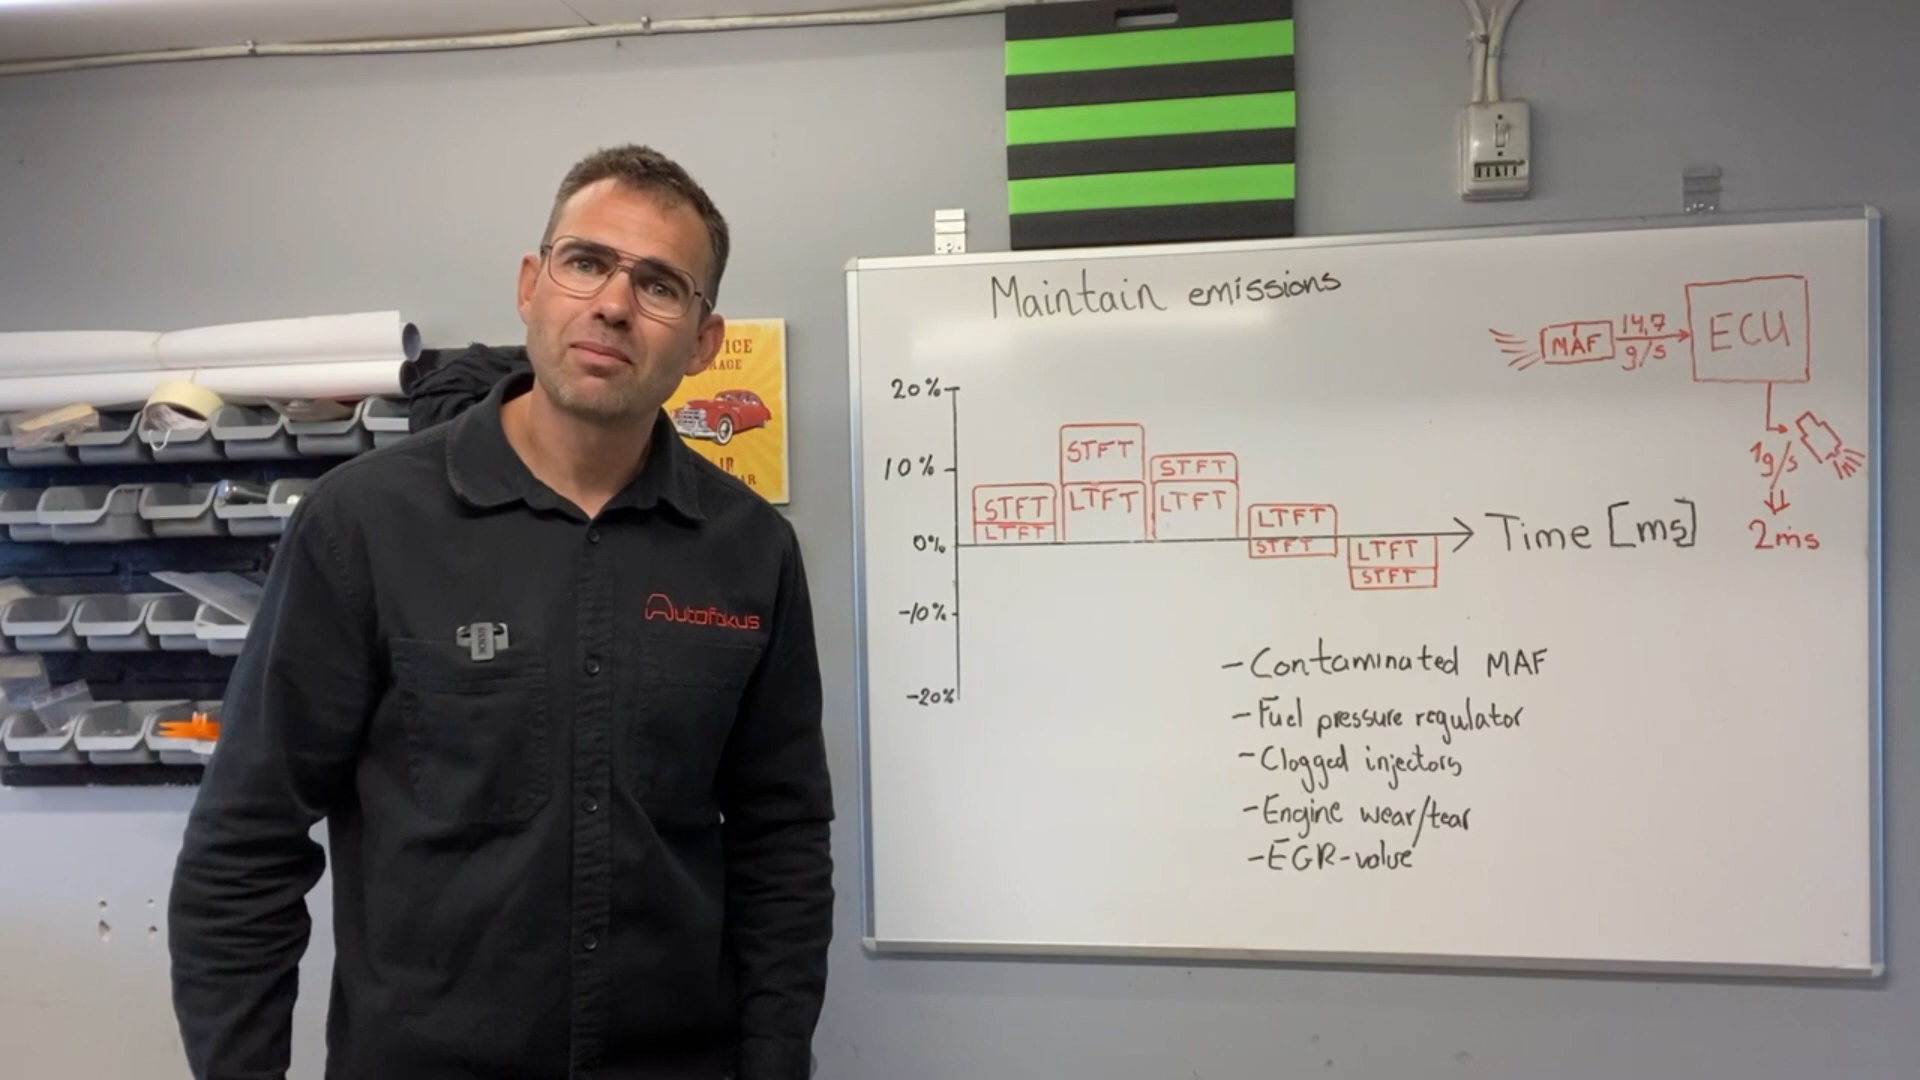 Maintain emissions
MAF
14,7
g/s
ECU
1g/s
2ms
20%
10%
0%
-10%
-20%
STFT
LTFT
STFT
LTFT
STFT
LTFT
LTFT
STFT
LTFT
STFT
Time [ms]
-Contaminated MAF
-Fuel pressure regulator
-Clogged injectors
-Engine wear/tear
-EGR-valve
Autofokus